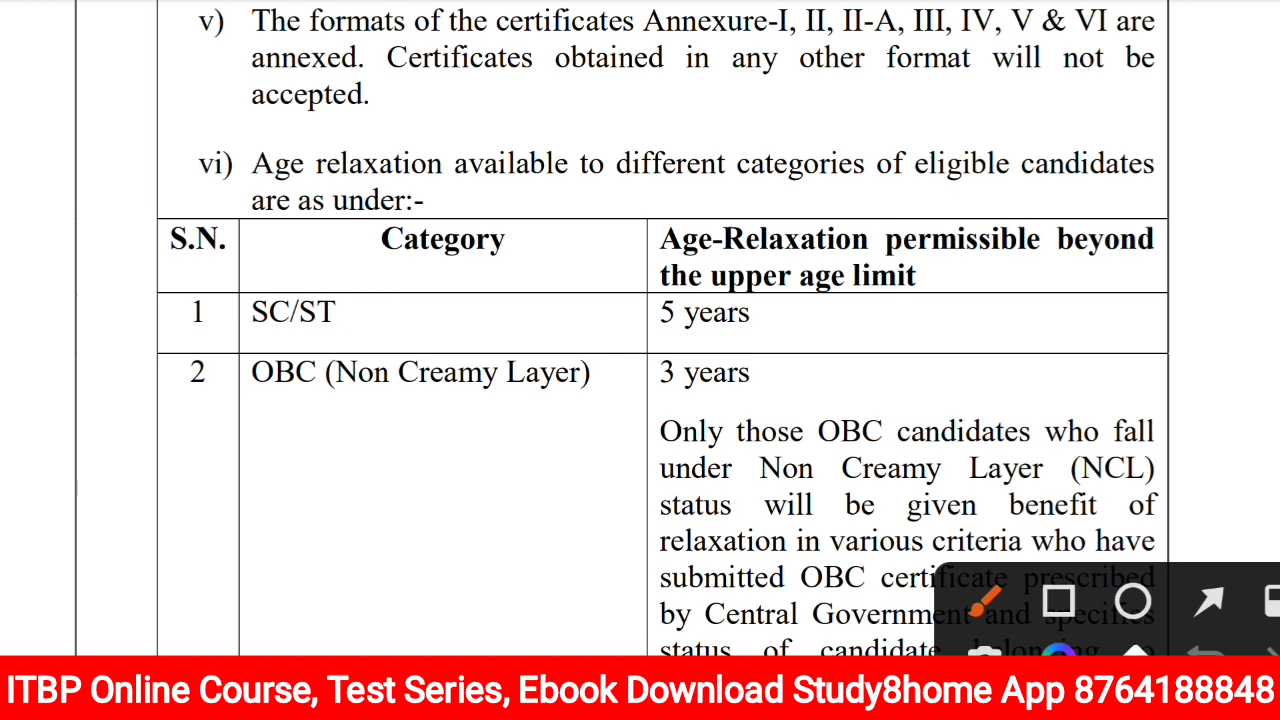 v) The formats of the certificates Annexure-I, II, II-A, III, IV, V & VI are
annexed. Certificates obtained in any other format will not be
accepted.
vi) Age relaxation available to different categories of eligible candidates
are as under:-
S.N. Category Age-Relaxation permissible beyond
the upper age limit
1 SC/ST 5 years
2 OBC (Non Creamy Layer) 3 years
Only those OBC candidates who fall
under Non Creamy Layer (NCL)
status will be given benefit of
relaxation in various criteria who have
submitted OBC certificate prescribed
by Central Government and specifies
status of candidate belonging
ITBP Online Course, Test Series, Ebook Download Study8home App 8764188848